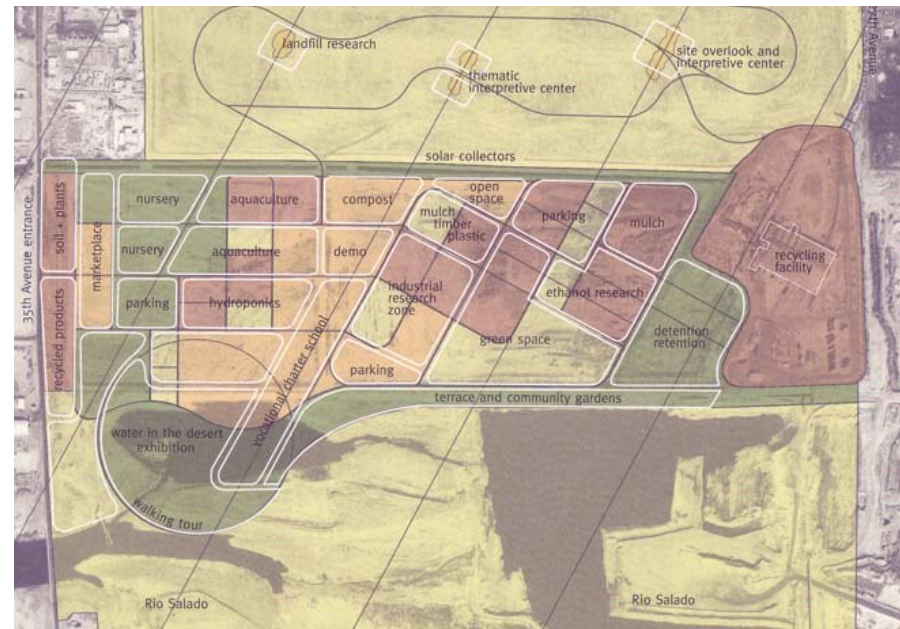 landfill research
thematic
interpretive center
site overlook and
interpretive center
7th Avenue
solar collectors
35th Avenue entrance
soil + plants
recycled products
marketplace
nursery
aquaculture
compost
open
space
parking
mulch
mulch
timber
plastic
nursery
aquaculture
demo
recycling
facility
parking
hydroponics
industrial
research
zone
ethanol research
green space
detention
retention
parking
vocational charter school
terrace and community gardens
water in the desert
exhibition
walking tour
Rio Salado
Rio Salado